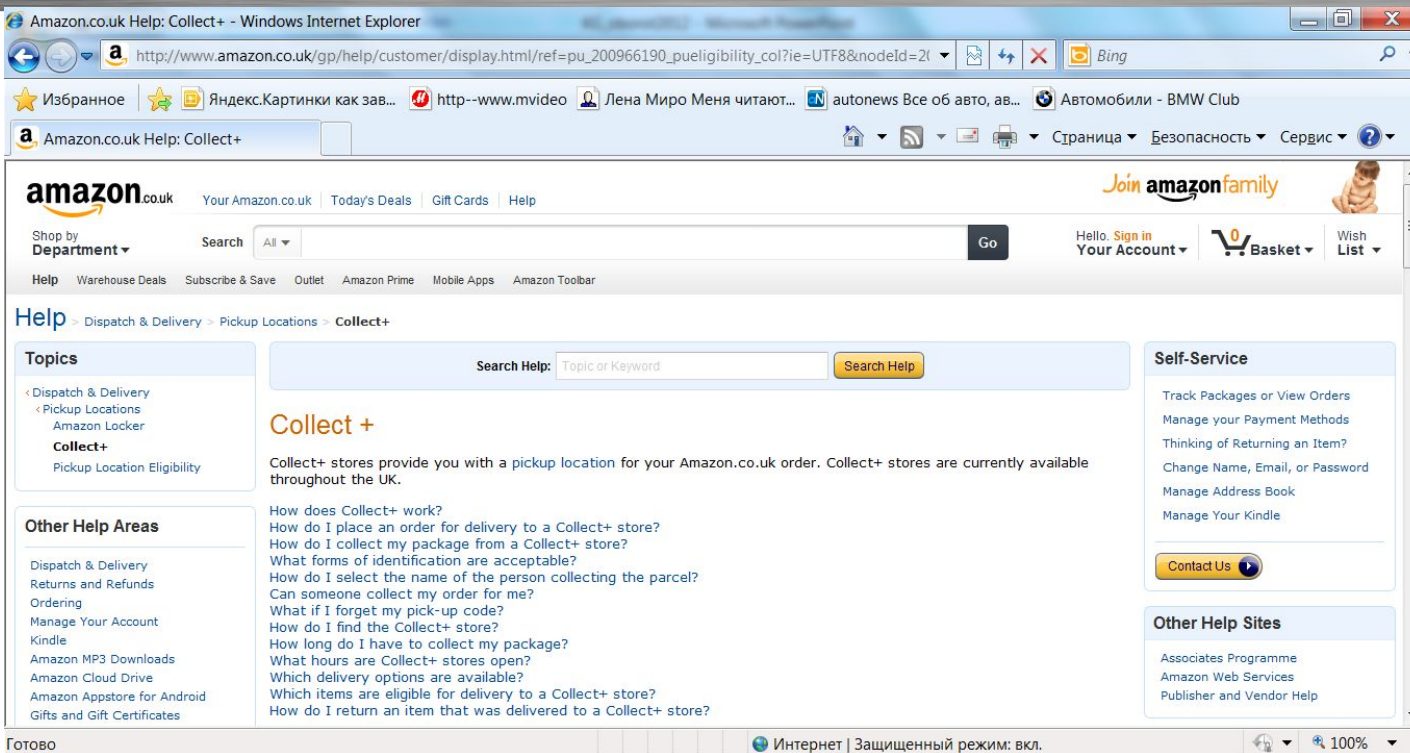 Amazon.co.uk Help: Collect+ - Windows Internet Explorer
http://www.amazon.co.uk/gp/help/customer/display.html/ref=pu_200966190_pueligibility_col?ie=UTF8&nodeId=20
Bing
Избранное
Яндекс.Картинки как зав...
http--www.mvideo
Лена Миро Меня читают...
autonews Все об авто, ав...
Автомобили - BMW Club
Amazon.co.uk Help: Collect+
Страница
Безопасность
Сервис
amazon.co.uk
Your Amazon.co.uk
Today's Deals
Gift Cards
Help
Join amazonfamily
Shop by
Department
Search
All
Go
Hello. Sign in
Your Account
0
Basket
Wish
List
Help
Warehouse Deals
Subscribe & Save
Outlet
Amazon Prime
Mobile Apps
Amazon Toolbar
Help > Dispatch & Delivery > Pickup Locations > Collect+
Topics
‹ Dispatch & Delivery
‹ Pickup Locations
Amazon Locker
Collect+
Pickup Location Eligibility
Other Help Areas
Dispatch & Delivery
Returns and Refunds
Ordering
Manage Your Account
Kindle
Amazon MP3 Downloads
Amazon Cloud Drive
Amazon Appstore for Android
Gifts and Gift Certificates
Search Help:
Topic or Keyword
Search Help
Collect +
Collect+ stores provide you with a pickup location for your Amazon.co.uk order. Collect+ stores are currently available
throughout the UK.
How does Collect+ work?
How do I place an order for delivery to a Collect+ store?
How do I collect my package from a Collect+ store?
What forms of identification are acceptable?
How do I select the name of the person collecting the parcel?
Can someone collect my order for me?
What if I forget my pick-up code?
How do I find the Collect+ store?
How long do I have to collect my package?
What hours are Collect+ stores open?
Which delivery options are available?
Which items are eligible for delivery to a Collect+ store?
How do I return an item that was delivered to a Collect+ store?
Self-Service
Track Packages or View Orders
Manage your Payment Methods
Thinking of Returning an Item?
Change Name, Email, or Password
Manage Address Book
Manage Your Kindle
Contact Us
Other Help Sites
Associates Programme
Amazon Web Services
Publisher and Vendor Help
Готово
Интернет | Защищенный режим: вкл.
100%